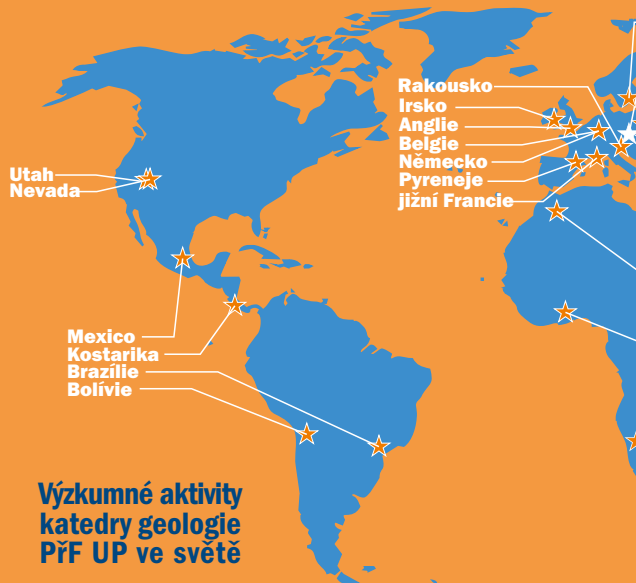 Rakousko
Irsko
Anglie
Belgie
Německo
Pyreneje
jižní Francie
Utah
Nevada
Mexico
Kostarika
Brazílie
Bolívie
Výzkumné aktivity
katedry geologie
PřF UP ve světě